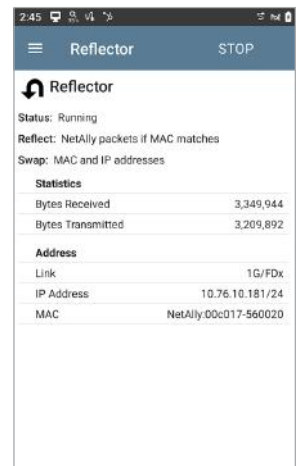 2:45
Reflector STOP
Reflector
Status: Running
Reflect: NetAlly packets if MAC matches
Swap: MAC and IP addresses
Statistics
Bytes Received 3,349,944
Bytes Transmitted 3,209,892
Address
Link 1G/FDx
IP Address 10.76.10.181/24
MAC NetAlly:00c017-560020